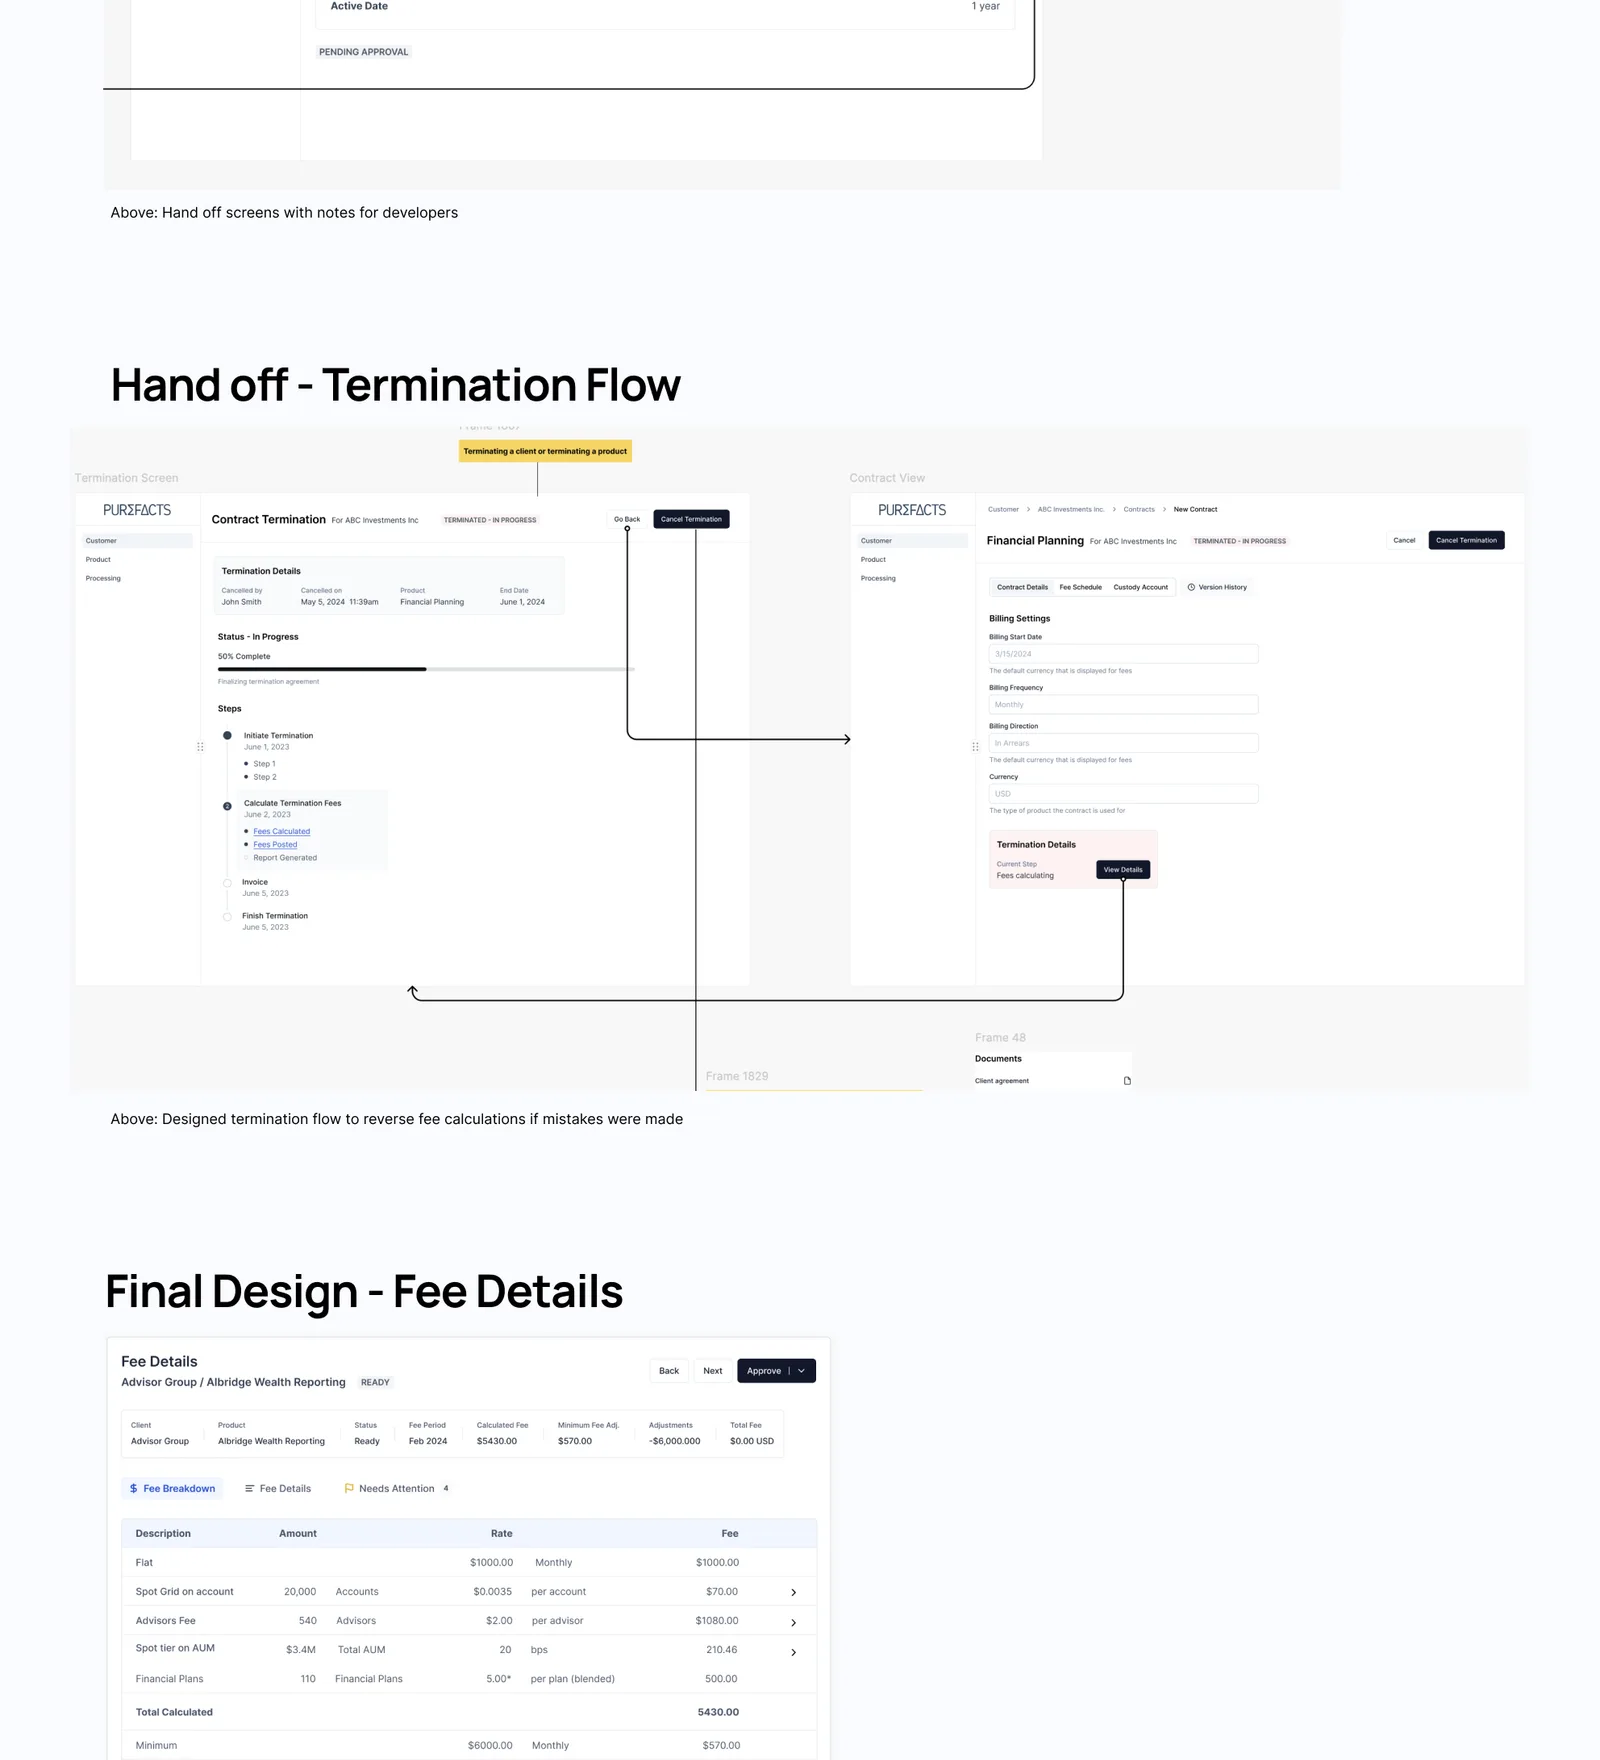 Active Date 1 year
PENDING APPROVAL
Above: Hand off screens with notes for developers
Hand off - Termination Flow
Terminating a client or terminating a product
Termination Screen
PURΣFΔCTS
Customer
Product
Processing
Contract Termination For ABC Investments Inc TERMINATED - IN PROGRESS Go Back Cancel Termination
Termination Details
Cancelled by Cancelled on Product End Date
John Smith May 5, 2024 11:39am Financial Planning June 1, 2024
Status - In Progress
50% Complete
Finalizing termination agreement
Steps
Initiate Termination
June 1, 2023
Step 1
Step 2
2
Calculate Termination Fees
June 2, 2023
Fees Calculated
Fees Posted
Report Generated
Invoice
June 5, 2023
Finish Termination
June 5, 2023
Contract View
PURΣFΔCTS
Customer
Product
Processing
Customer > ABC Investments Inc. > Contracts > New Contract
Financial Planning For ABC Investments Inc TERMINATED - IN PROGRESS Cancel Cancel Termination
Contract Details Fee Schedule Custody Account Version History
Billing Settings
Billing Start Date
3/15/2024
The default currency that is displayed for fees
Billing Frequency
Monthly
Billing Direction
In Arrears
The default currency that is displayed for fees
Currency
USD
The type of product the contract is used for
Termination Details
Current Step
Fees calculating
View Details
Frame 48
Documents
Client agreement
Frame 1829
Above: Designed termination flow to reverse fee calculations if mistakes were made
Final Design - Fee Details
Fee Details
Advisor Group / Albridge Wealth Reporting READY
Back Next Approve
Client Product Status Fee Period Calculated Fee Minimum Fee Adj. Adjustments Total Fee
Advisor Group Albridge Wealth Reporting Ready Feb 2024 $5430.00 $570.00 -$6,000.000 $0.00 USD
Fee Breakdown Fee Details Needs Attention 4
Description Amount Rate Fee
Flat $1000.00 Monthly $1000.00
Spot Grid on account 20,000 Accounts $0.0035 per account $70.00
Advisors Fee 540 Advisors $2.00 per advisor $1080.00
Spot tier on AUM $3.4M Total AUM 20 bps 210.46
Financial Plans 110 Financial Plans 5.00* per plan (blended) 500.00
Total Calculated 5430.00
Minimum $6000.00 Monthly $570.00